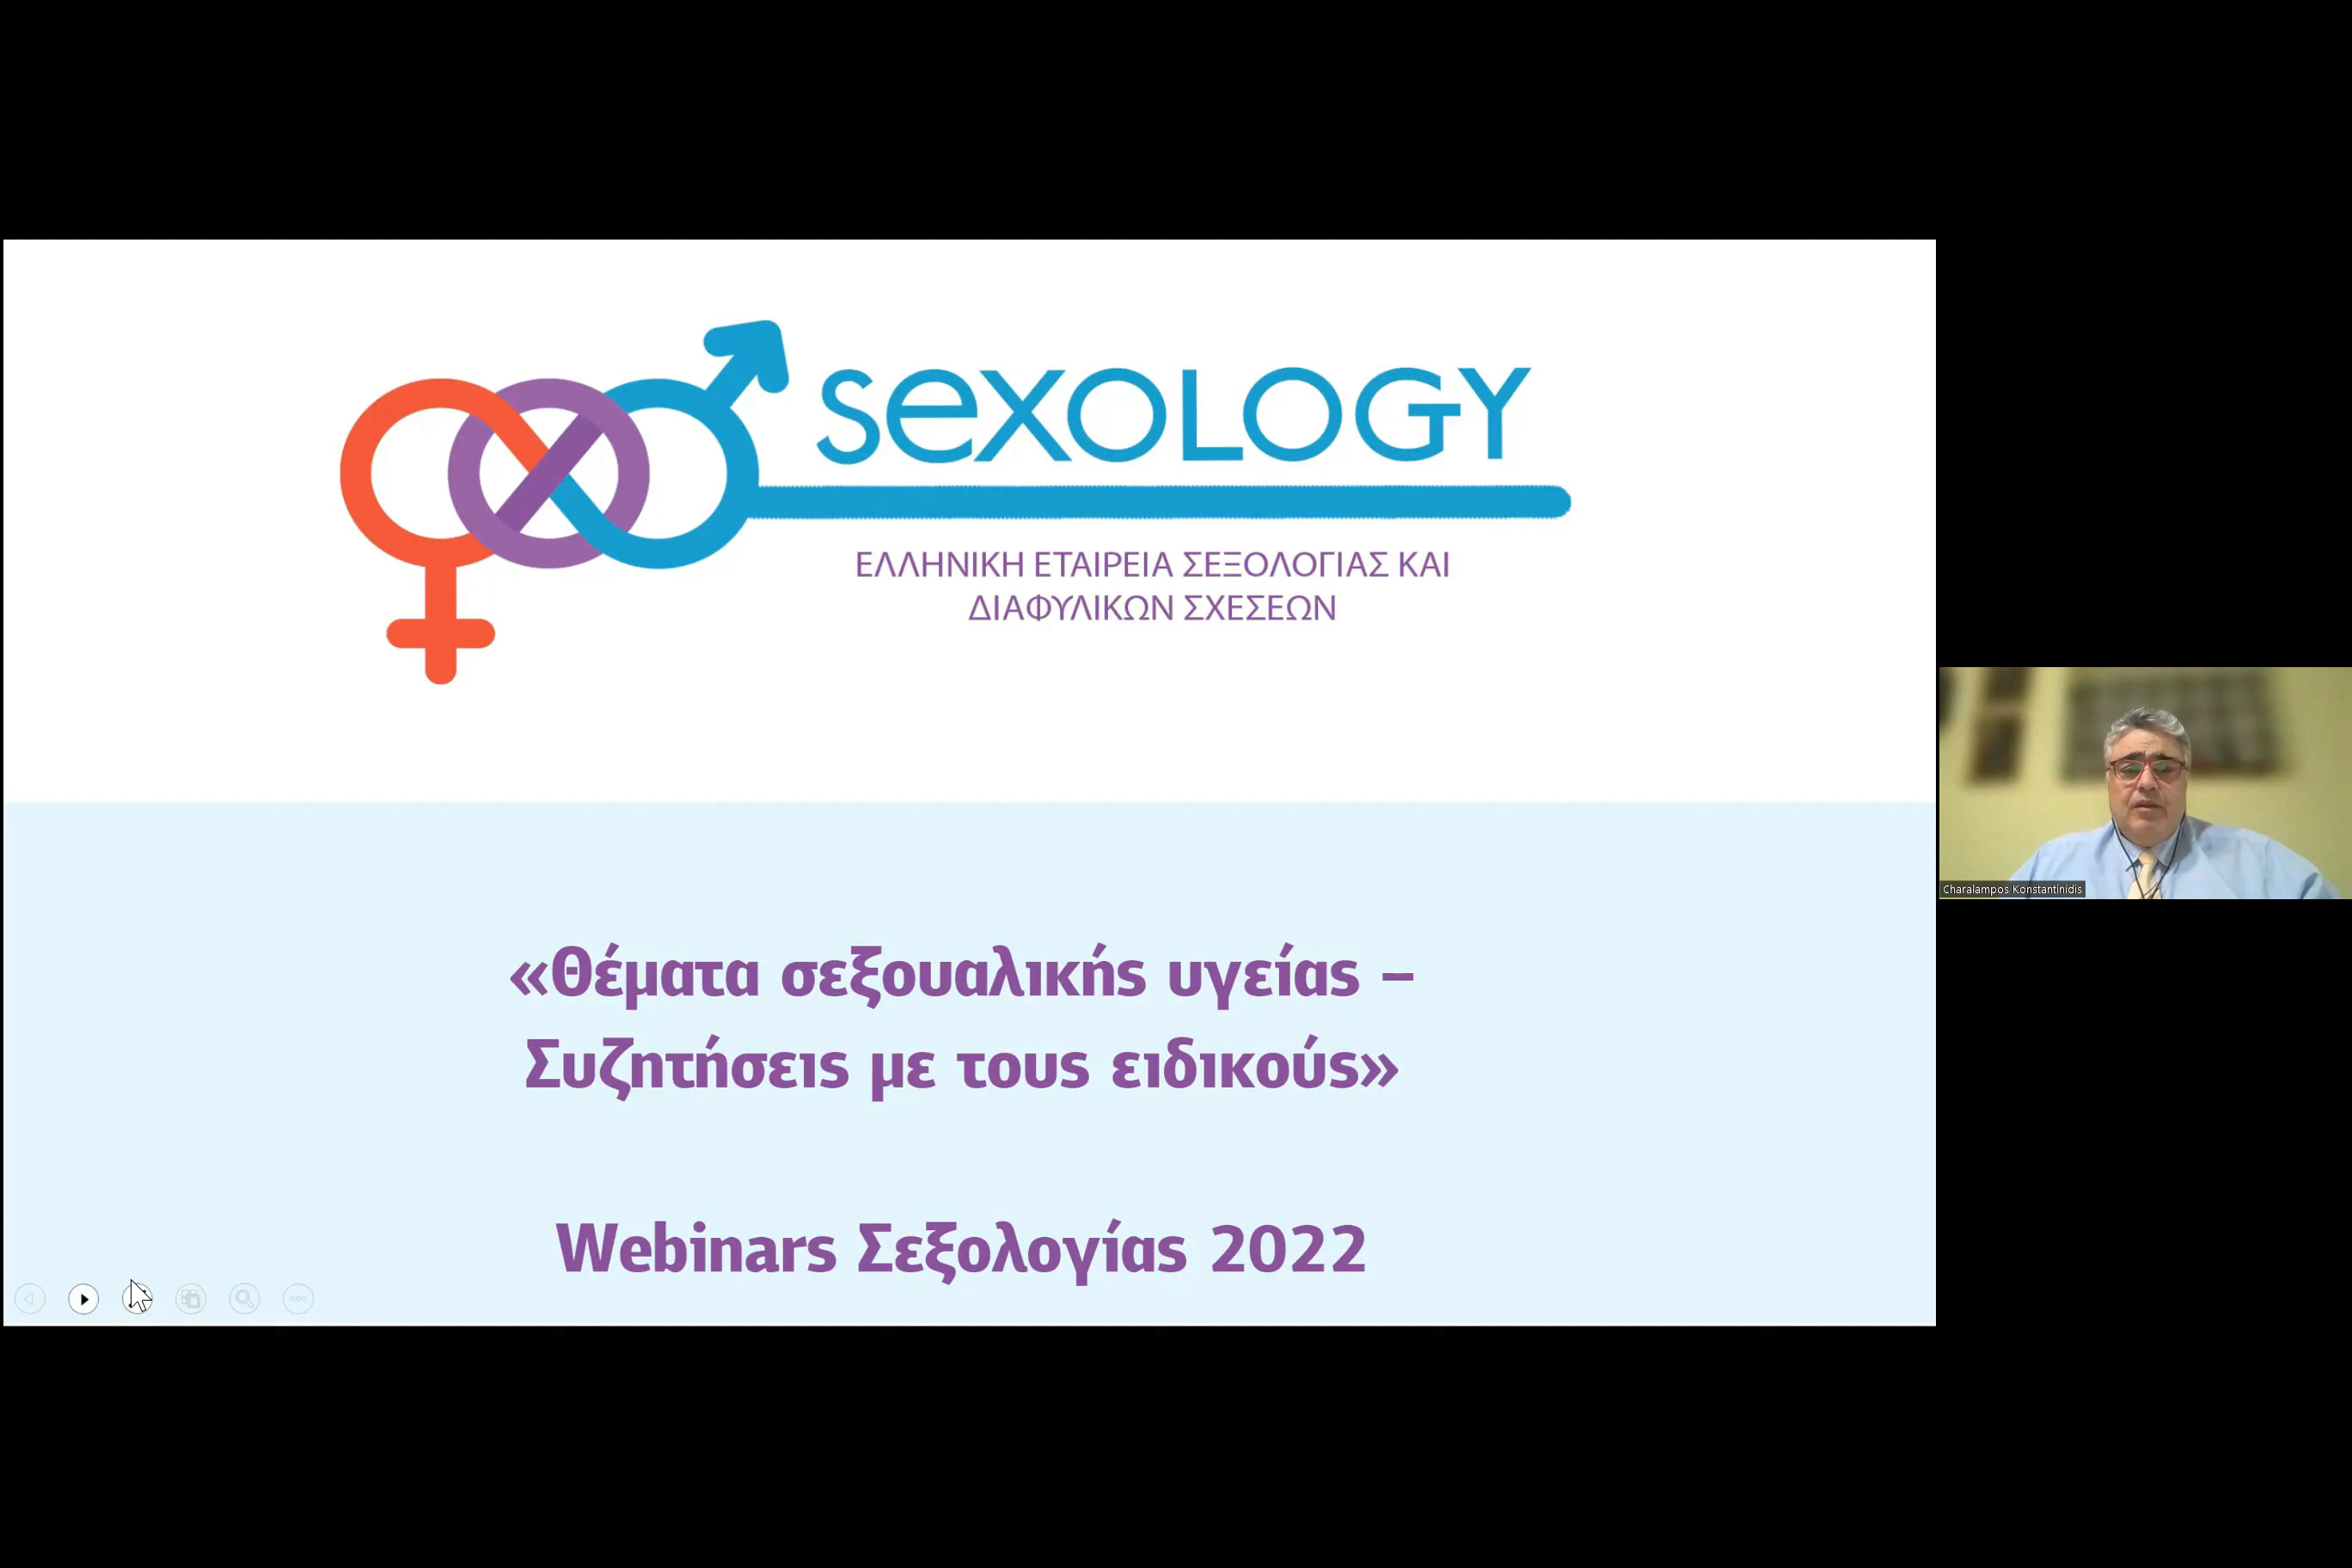 sexology
ΕΛΛΗΝΙΚΗ ΕΤΑΙΡΕΙΑ ΣΕΞΟΛΟΓΙΑΣ ΚΑΙ
ΔΙΑΦΥΛΙΚΩΝ ΣΧΕΣΕΩΝ
«Θέματα σεξουαλικής υγείας –
Συζητήσεις με τους ειδικούς»
Webinars Σεξολογίας 2022
Charalampos Konstantinidis